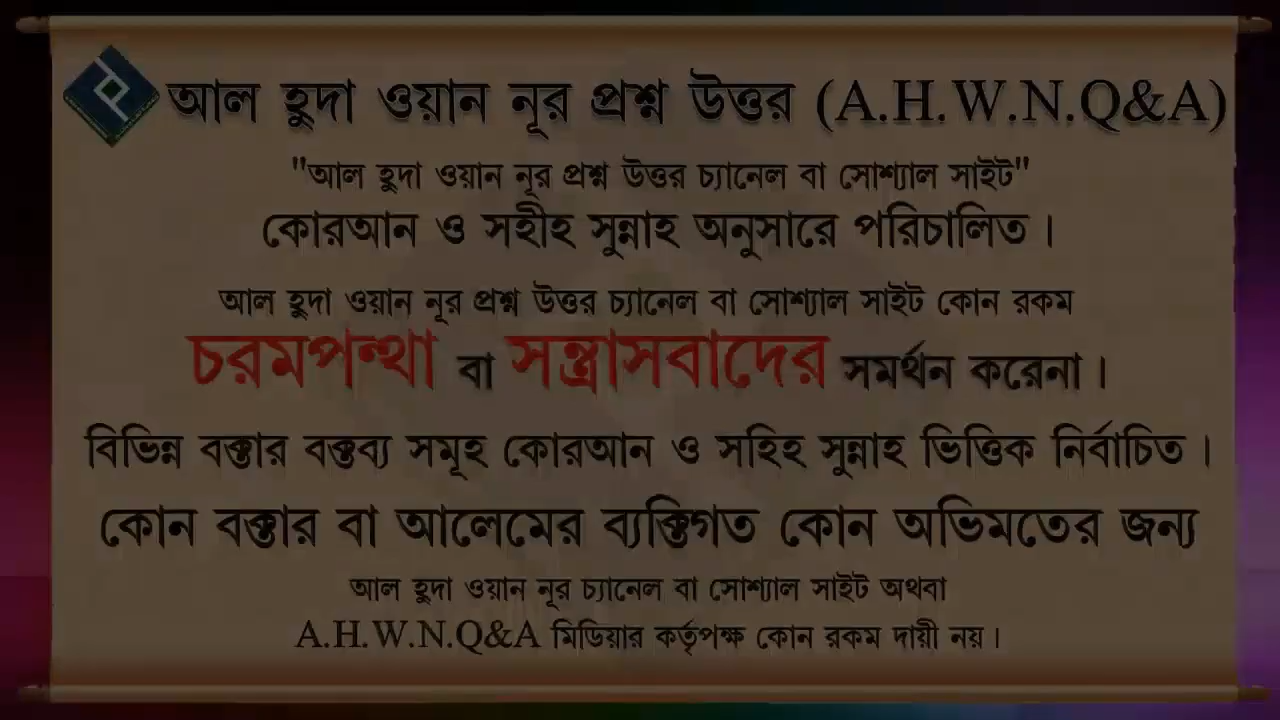 আল হুদা ওয়ান নূর প্রশ্ন উত্তর (A.H.W.N.Q&A)
"আল হুদা ওয়ান নূর প্রশ্ন উত্তর চ্যানেল বা সোশ্যাল সাইট"
কোরআন ও সহীহ সুন্নাহ অনুসারে পরিচালিত।
আল হুদা ওয়ান নূর প্রশ্ন উত্তর চ্যানেল বা সোশ্যাল সাইট কোন রকম
চরমপন্থা বা সন্ত্রাসবাদের সমর্থন করেনা।
বিভিন্ন বক্তার বক্তব্য সমূহ কোরআন ও সহিহ সুন্নাহ ভিত্তিক নির্বাচিত।
কোন বক্তার বা আলেমের ব্যক্তিগত কোন অভিমতের জন্য
আল হুদা ওয়ান নূর চ্যানেল বা সোশ্যাল সাইট অথবা
A.H.W.N.Q&A মিডিয়ার কর্তৃপক্ষ কোন রকম দায়ী নয়।